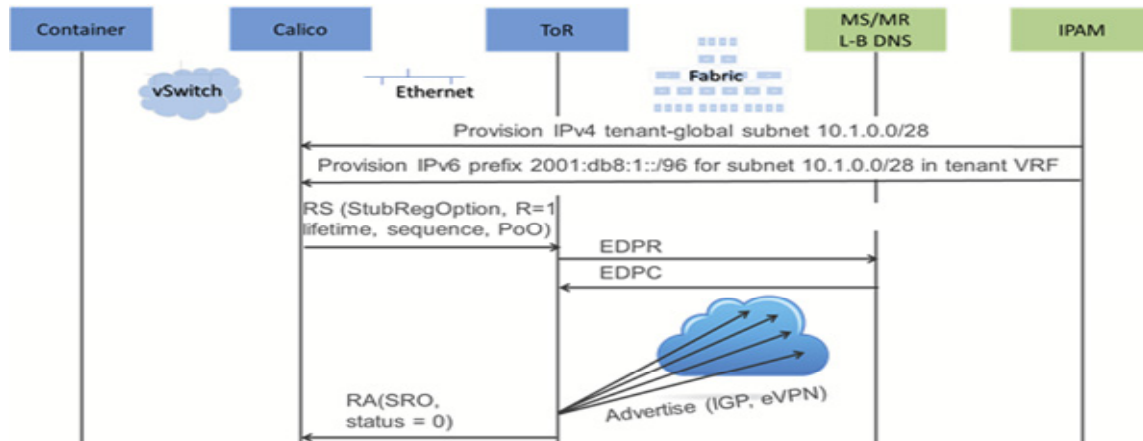 Container
Calico
ToR
MS/MR
L-B DNS
IPAM
vSwitch
Ethernet
Fabric
Provision IPv4 tenant-global subnet 10.1.0.0/28
Provision IPv6 prefix 2001:db8:1::/96 for subnet 10.1.0.0/28 in tenant VRF
RS (StubRegOption, R=1
lifetime, sequence, PoO)
EDPR
EDPC
Advertise (IGP, eVPN)
RA(SRO,
status = 0)